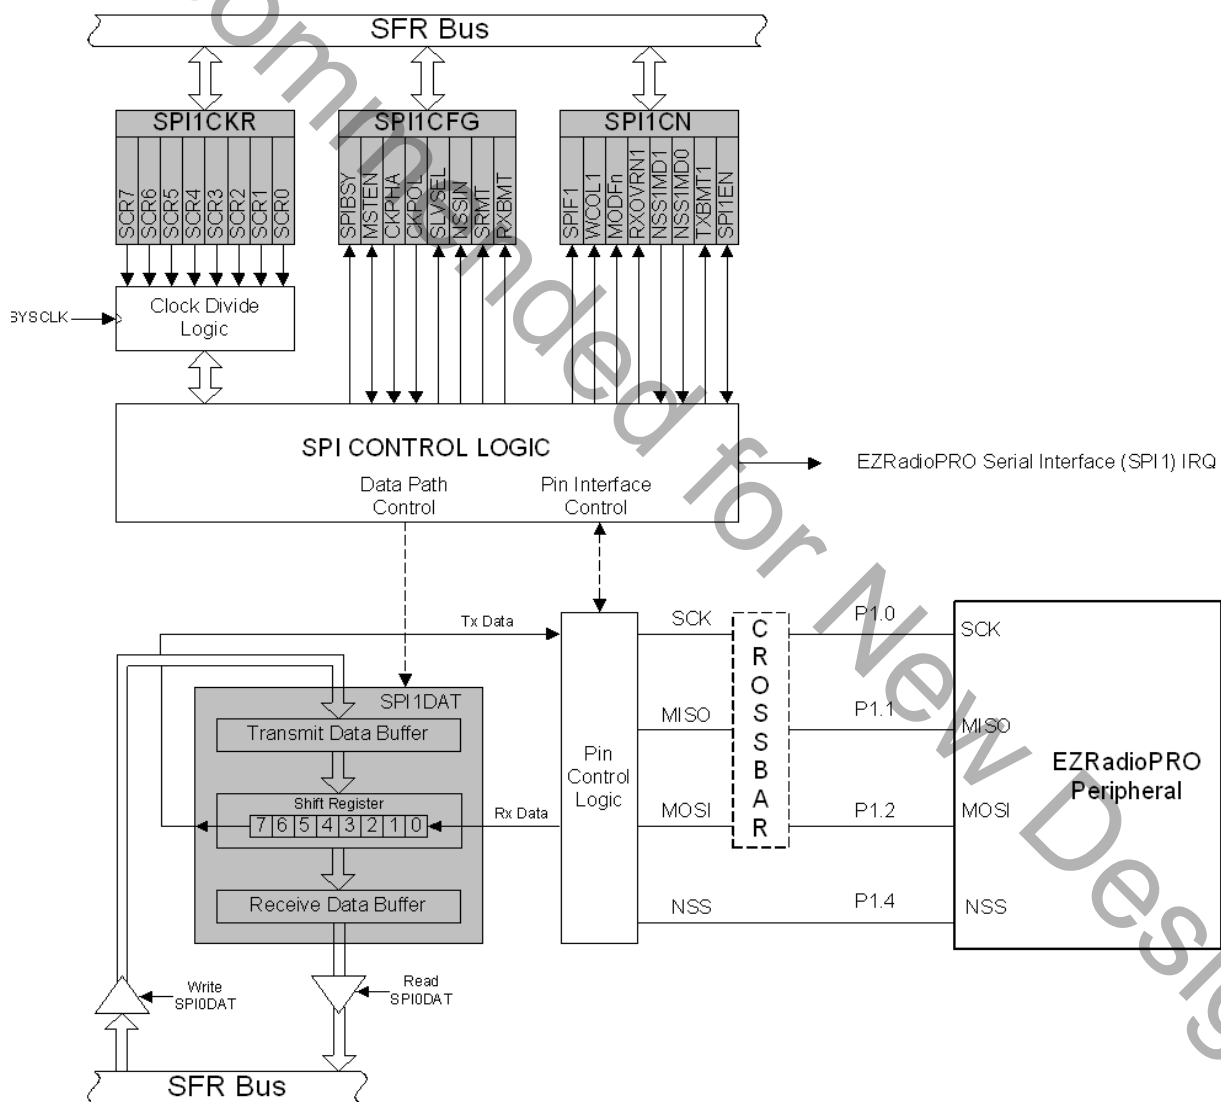 SFR Bus
SPI1CKR
SCR7
SCR6
SCR5
SCR4
SCR3
SCR2
SCR1
SCR0
SPI1CFG
SPIBSY
MSTEN
CKPHA
CKPOL
SLVSEL
NSSIN
SRMT
RXBMT
SPI1CN
SPIF1
WCOL1
MODFn
RXOVRN1
NSS1MD1
NSS1MD0
TXBMT1
SPI1EN
SYSCLK
Clock Divide
Logic
SPI CONTROL LOGIC
Data Path
Control
Pin Interface
Control
EZRadioPRO Serial Interface (SPI1) IRQ
Tx Data
SPI1DAT
Transmit Data Buffer
Shift Register
7 6 5 4 3 2 1 0
Rx Data
Receive Data Buffer
Pin
Control
Logic
SCK
MISO
MOSI
NSS
CROSSBAR
P1.0
P1.1
P1.2
P1.4
SCK
MISO
MOSI
NSS
EZRadioPRO
Peripheral
Write
SPI0DAT
Read
SPI0DAT
SFR Bus
ommended for New Desig